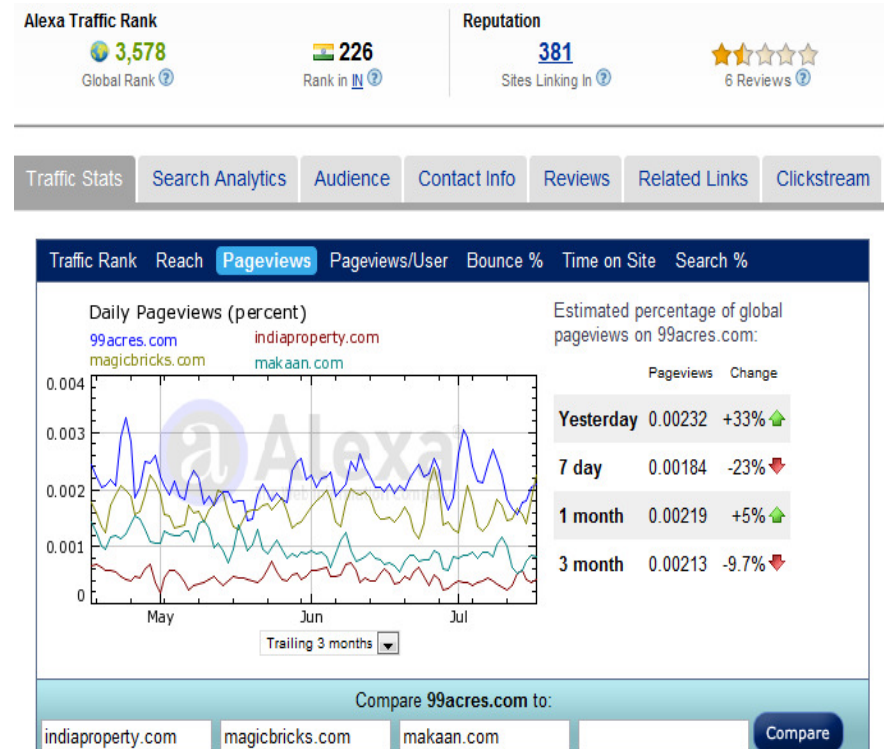 Alexa Traffic Rank
Reputation
3,578
226
381
Global Rank ?
Rank in IN ?
Sites Linking In ?
6 Reviews ?
Traffic Stats Search Analytics Audience Contact Info Reviews Related Links Clickstream
Traffic Rank Reach Pageviews Pageviews/User Bounce % Time on Site Search %
Daily Pageviews (percent)
99acres.com indiaproperty.com
magicbricks.com makaan.com
0.004
0.003
0.002
0.001
0
a Alexa
May Jun Jul
Trailing 3 months
Estimated percentage of global
pageviews on 99acres.com:
Pageviews Change
Yesterday 0.00232 +33%
7 day 0.00184 -23%
1 month 0.00219 +5%
3 month 0.00213 -9.7%
Compare 99acres.com to:
indiaproperty.com magicbricks.com makaan.com Compare